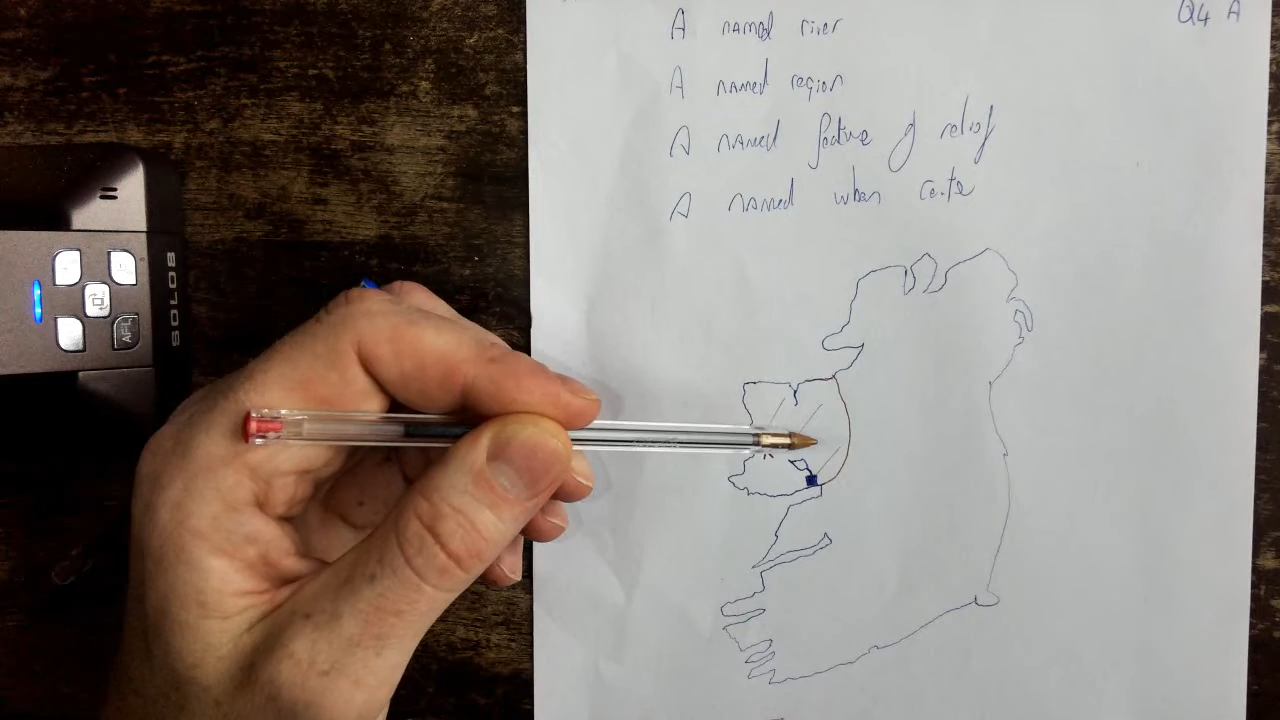 Q4 A
A named river
A named region
A named feature of relief
A named urban centre
SOLO8
AFL